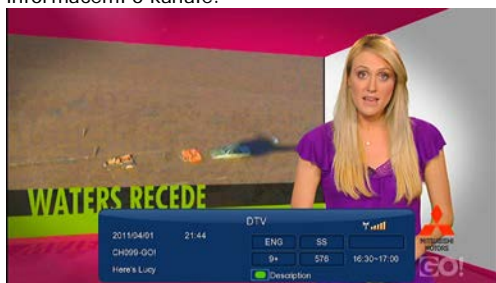 informacemi o kanále.
WATERS RECEDE
DTV
2011/04/01 21:44
ENG SS
CH099-GO!
9+ 576 16:30~17:00
Here's Lucy
Description
MITSUBISHI
MOTORS
GO!